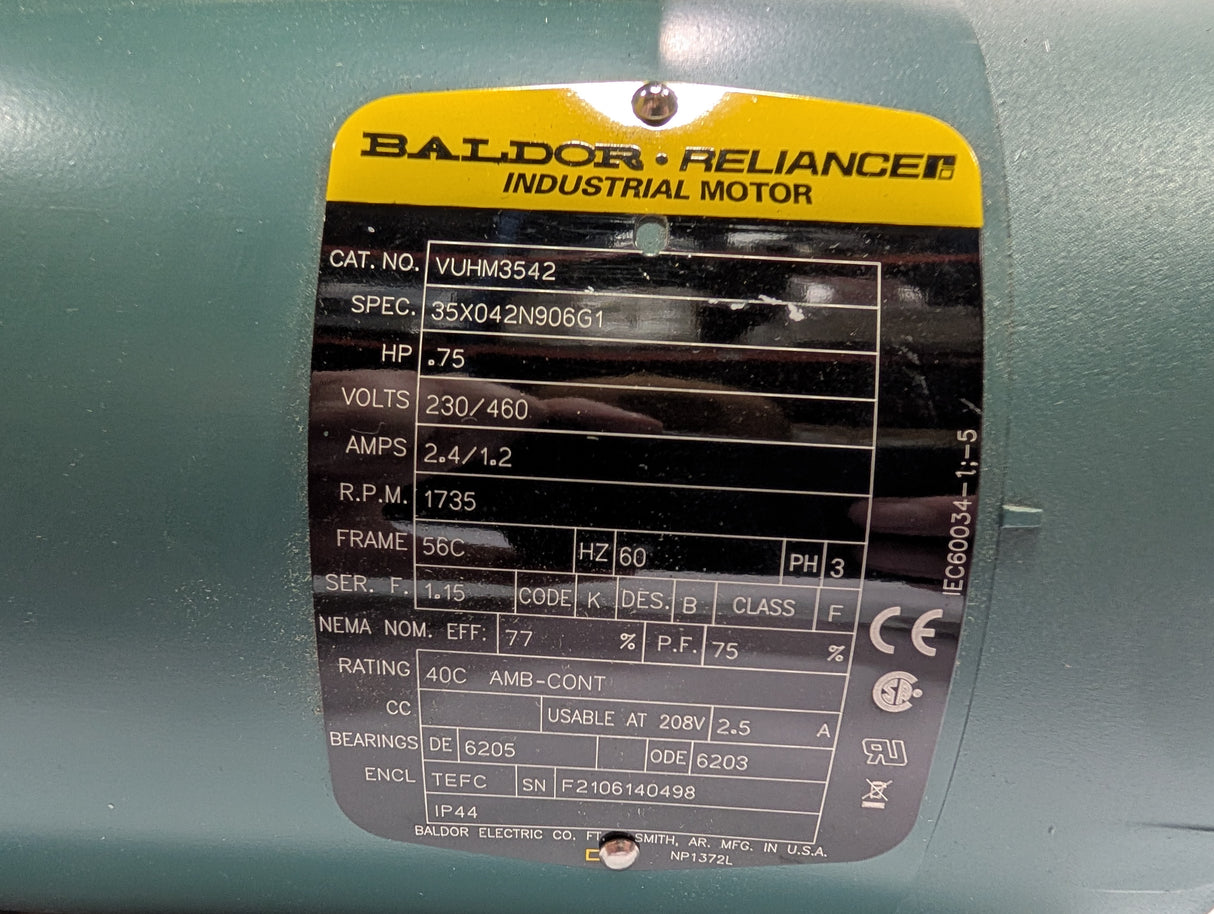 BALDOR · RELIANCE
INDUSTRIAL MOTOR
CAT. NO. VUHM3542
SPEC. 35X042N906G1
HP .75
VOLTS 230/460
AMPS 2.4/1.2
R.P.M. 1735
FRAME 56C HZ 60 PH 3
SER. F. 1.15 CODE K DES. B CLASS F
NEMA NOM. EFF: 77 % P.F. 75 %
RATING 40C AMB-CONT
CC USABLE AT 208V 2.5 A
BEARINGS DE 6205 ODE 6203
ENCL TEFC SN F2106140498
IP44
BALDOR ELECTRIC CO. FT. SMITH, AR. MFG. IN U.S.A.
NP1372L
IEC60034-1;-5
CE